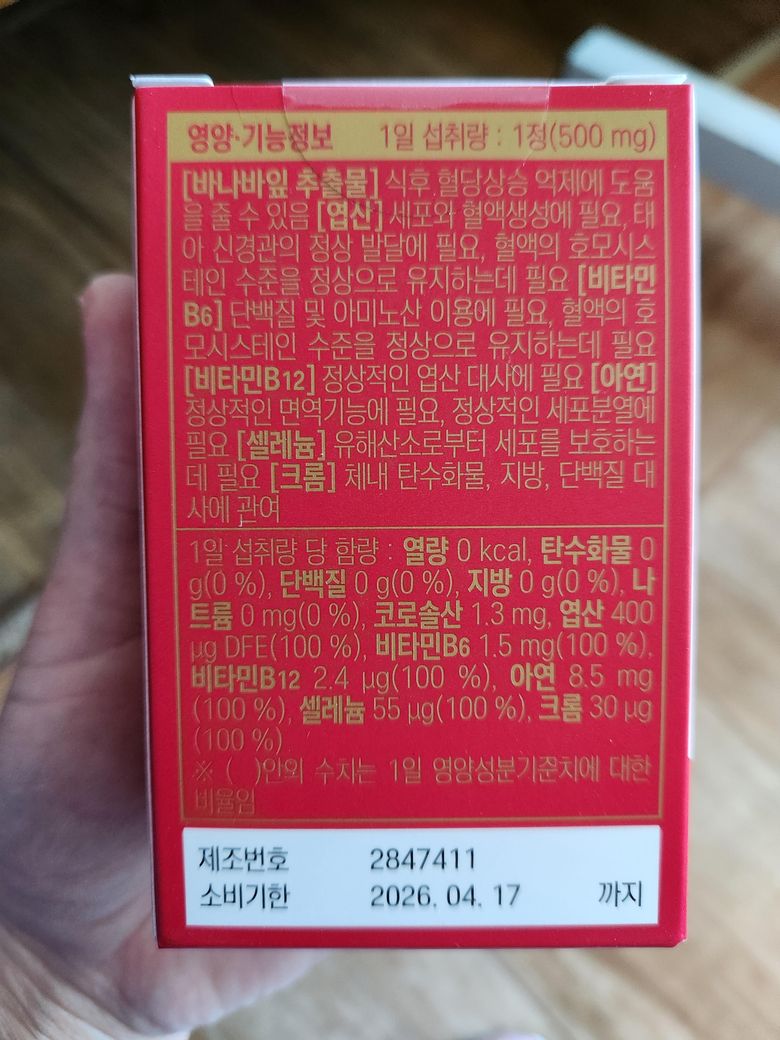 영양·기능정보 1일 섭취량 : 1정(500 mg)
[바나바잎 추출물] 식후 혈당상승 억제에 도움
을 줄 수 있음 [엽산] 세포와 혈액생성에 필요, 태
아 신경관의 정상 발달에 필요, 혈액의 호모시스
테인 수준을 정상으로 유지하는데 필요 [비타민
B6] 단백질 및 아미노산 이용에 필요, 혈액의 호
모시스테인 수준을 정상으로 유지하는데 필요
[비타민B12] 정상적인 엽산 대사에 필요 [아연]
정상적인 면역기능에 필요, 정상적인 세포분열에
필요 [셀레늄] 유해산소로부터 세포를 보호하는
데 필요 [크롬] 체내 탄수화물, 지방, 단백질 대
사에 관여
1일 섭취량 당 함량 : 열량 0 kcal, 탄수화물 0
g(0 %), 단백질 0 g(0 %), 지방 0 g(0 %), 나
트륨 0 mg(0 %), 코로솔산 1.3 mg, 엽산 400
μg DFE(100 %), 비타민B6 1.5 mg(100 %),
비타민B12 2.4 μg(100 %), 아연 8.5 mg
(100 %), 셀레늄 55 μg(100 %), 크롬 30 μg
(100 %)
※ ( )안의 수치는 1일 영양성분기준치에 대한
비율임
제조번호 2847411
소비기한 2026. 04. 17 까지